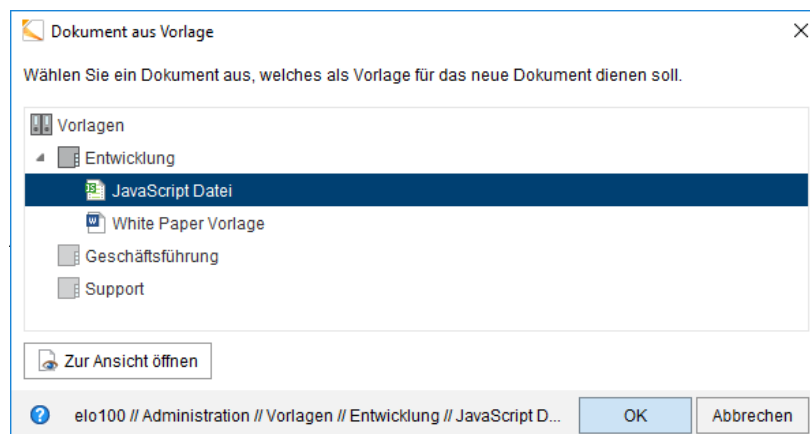 Dokument aus Vorlage
Wählen Sie ein Dokument aus, welches als Vorlage für das neue Dokument dienen soll.
Vorlagen
Entwicklung
JavaScript Datei
White Paper Vorlage
Geschäftsführung
Support
Zur Ansicht öffnen
elo100 // Administration // Vorlagen // Entwicklung // JavaScript D... OK Abbrechen